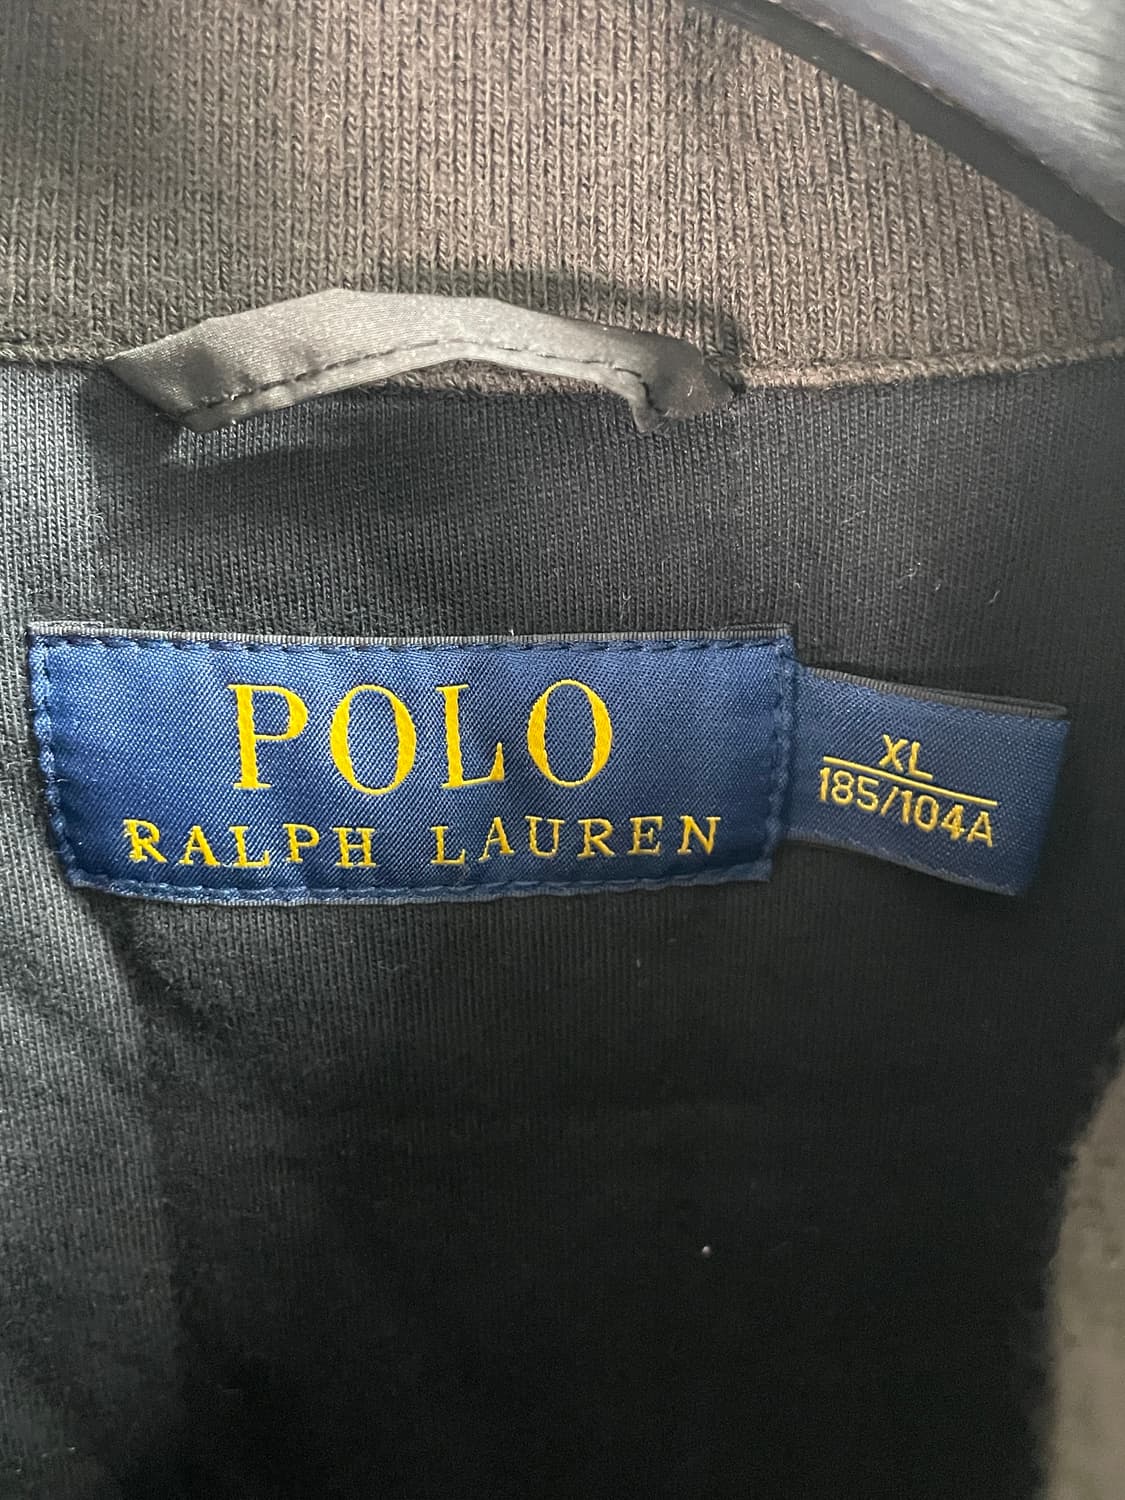 POLO
RALPH LAUREN
XL
185/104A